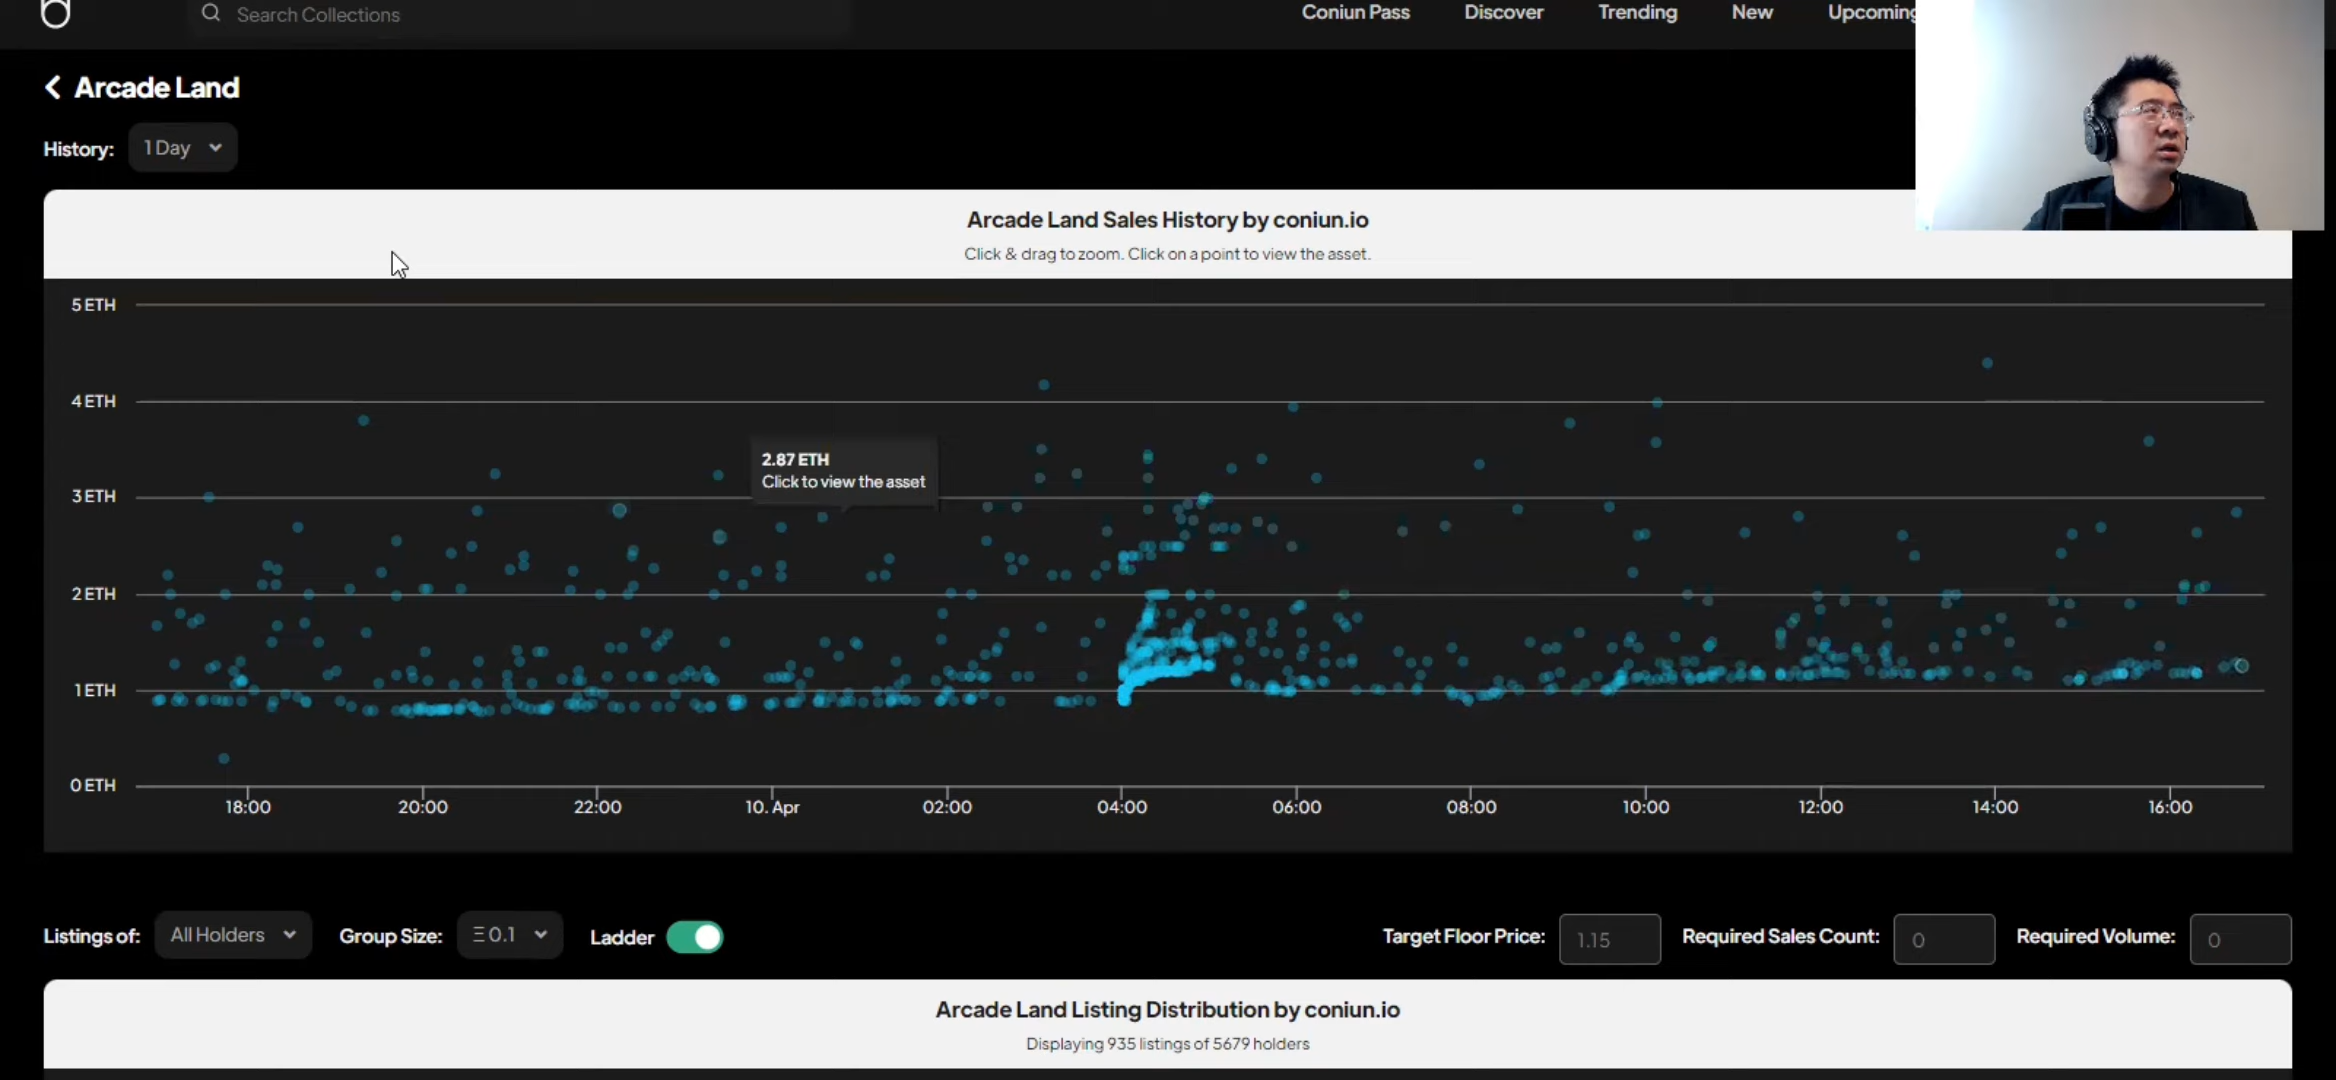 Search Collections
Coniun Pass Discover Trending New Upcoming
Arcade Land
History: 1 Day
Arcade Land Sales History by coniun.io
Click & drag to zoom. Click on a point to view the asset.
5 ETH
4 ETH
2.87 ETH
Click to view the asset
3 ETH
2 ETH
1 ETH
0 ETH
18:00 20:00 22:00 10. Apr 02:00 04:00 06:00 08:00 10:00 12:00 14:00 16:00
Listings of: All Holders Group Size: Ξ 0.1 Ladder Target Floor Price: 1.15 Required Sales Count: 0 Required Volume: 0
Arcade Land Listing Distribution by coniun.io
Displaying 935 listings of 5679 holders